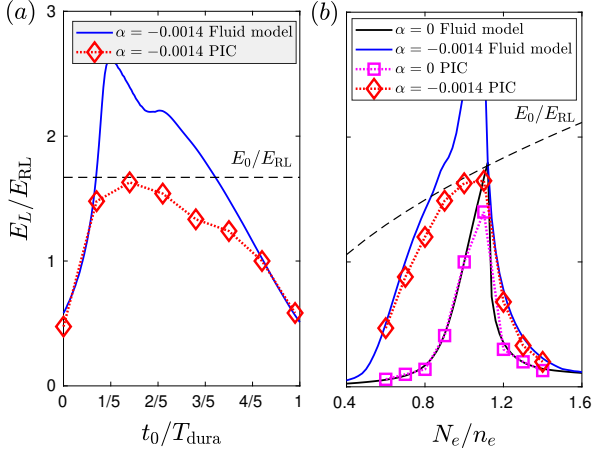 (a)
α = −0.0014 Fluid model
α = −0.0014 PIC
E_0/E_RL
E_L/E_RL
3
2
1
0
0 1/5 2/5 3/5 4/5 1
t_0/T_dura
(b)
α = 0 Fluid model
α = −0.0014 Fluid model
α = 0 PIC
α = −0.0014 PIC
E_0/E_RL
0.4 0.8 1.2 1.6
N_e/n_e